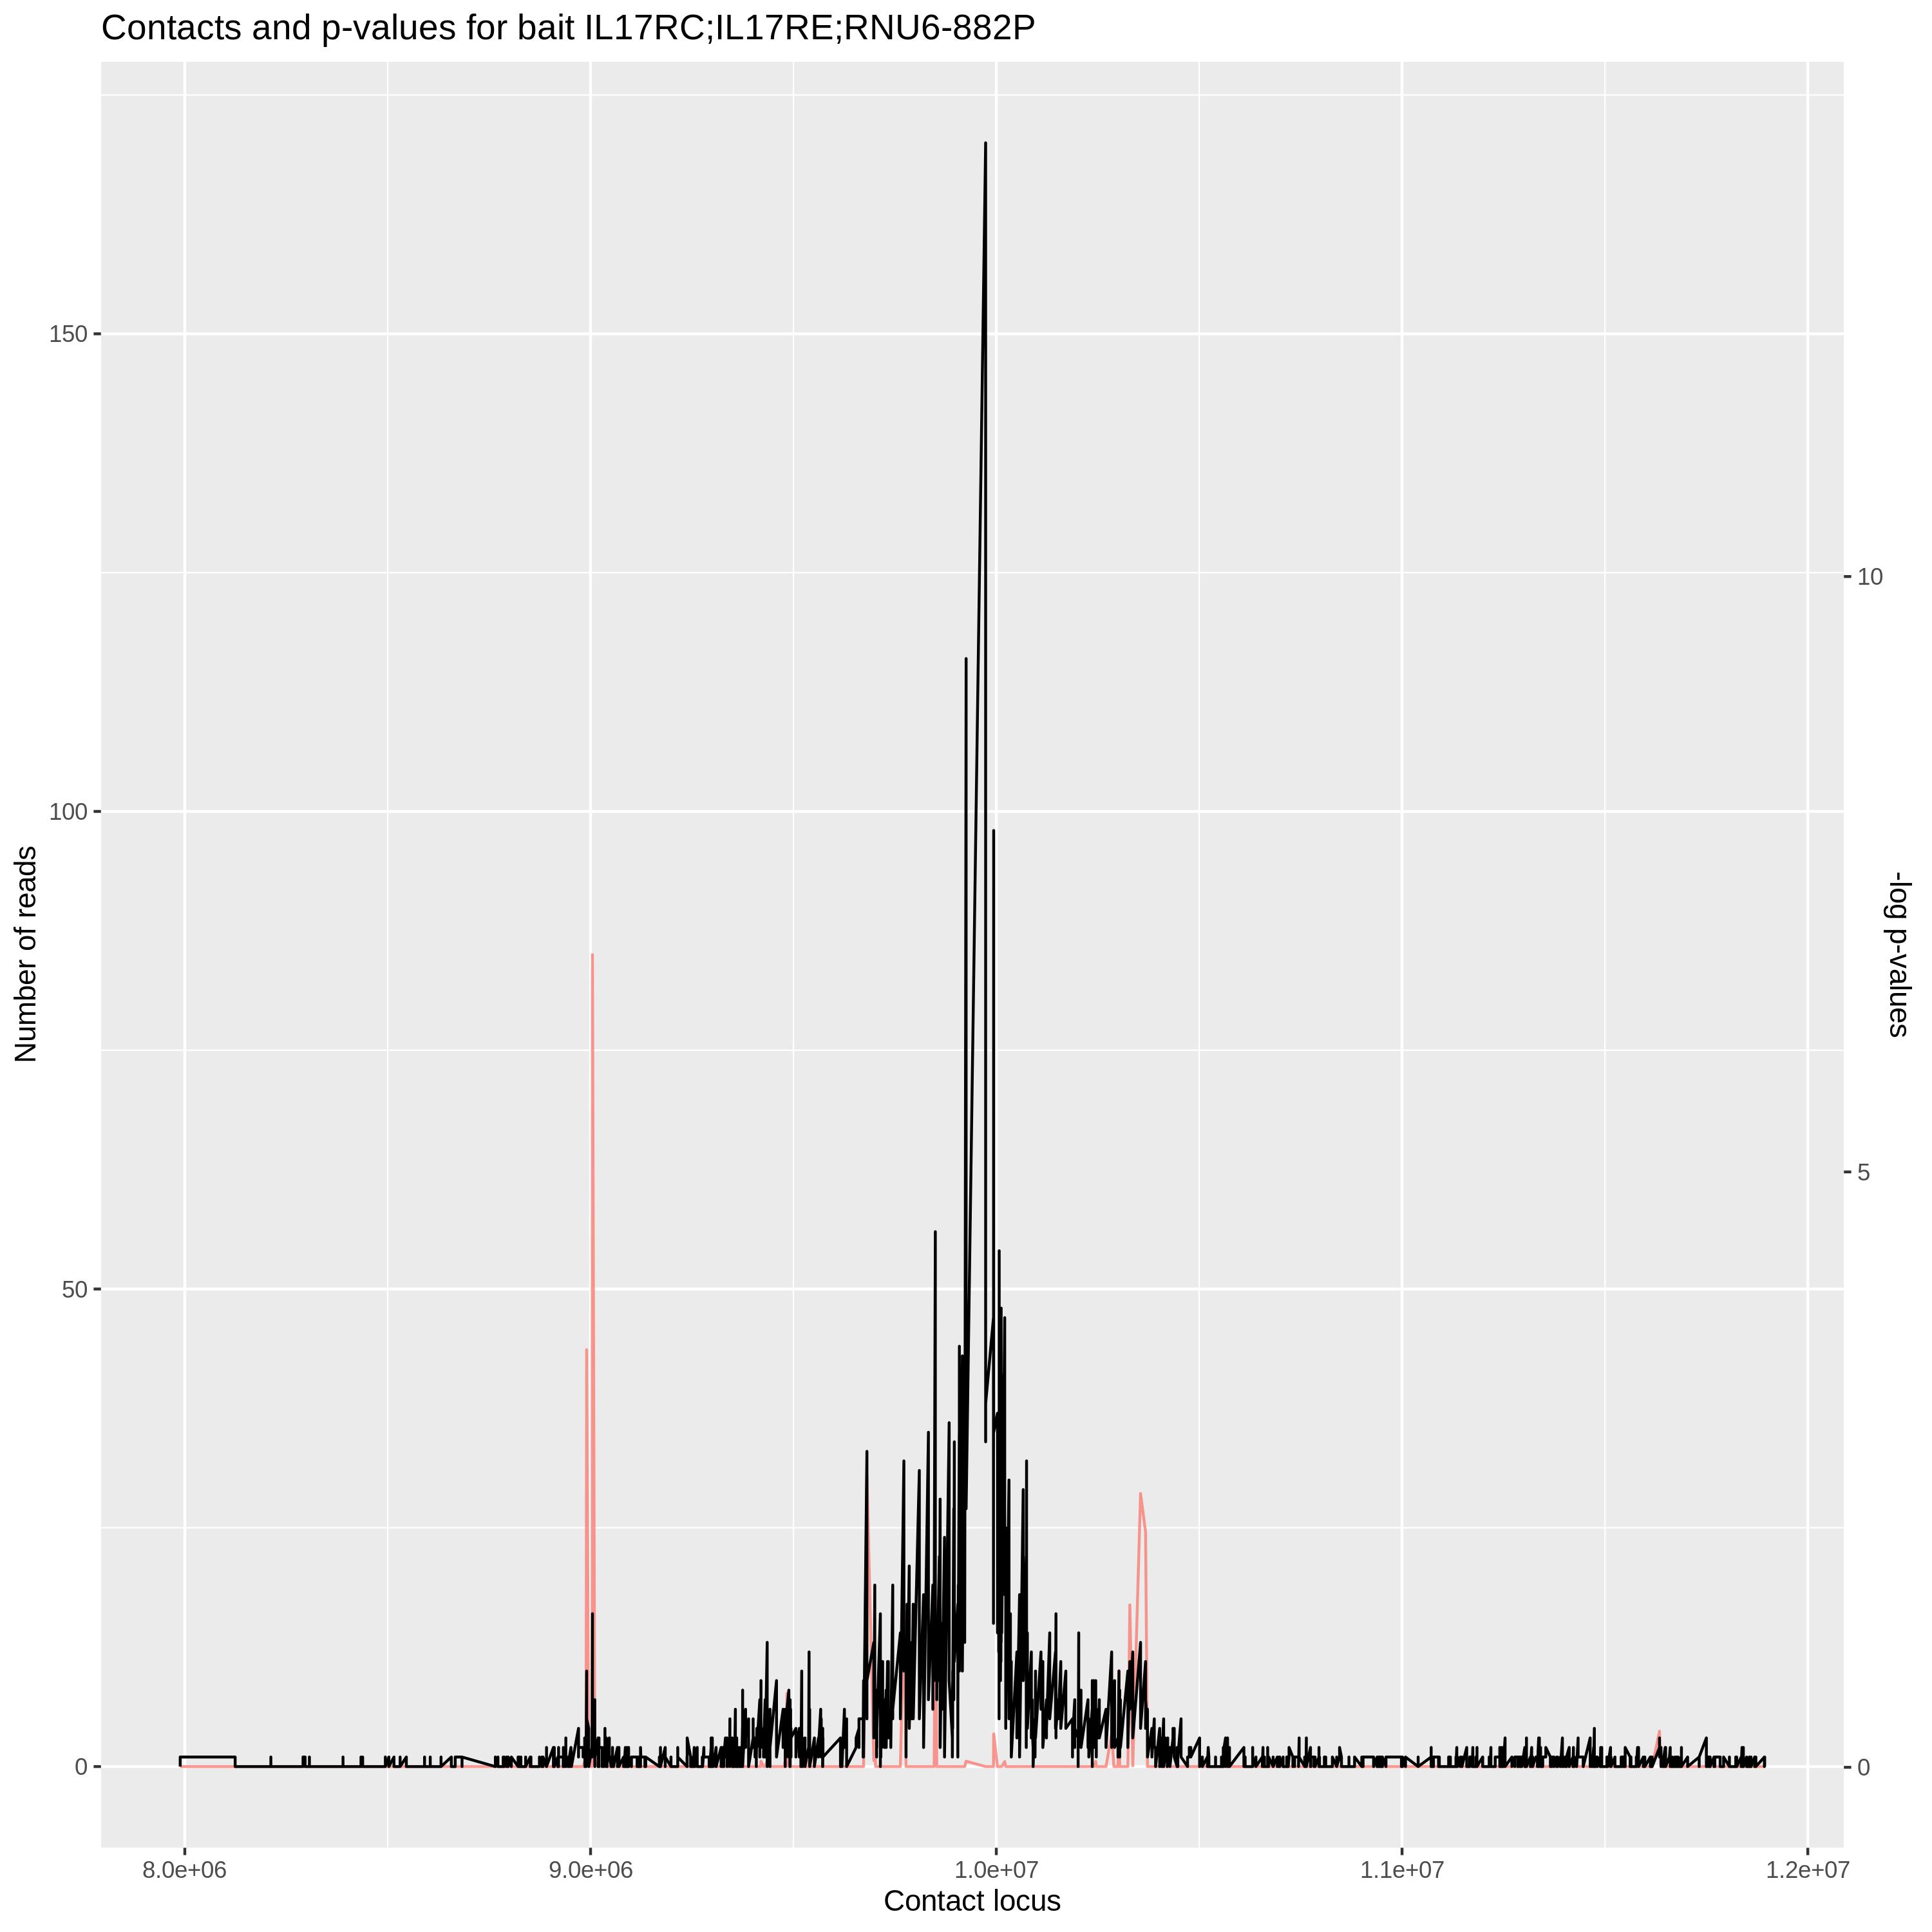 Contacts and p-values for bait IL17RC;IL17RE;RNU6-882P
150
100
50
0
Number of reads
10
5
0
-log p-values
8.0e+06
9.0e+06
1.0e+07
1.1e+07
1.2e+07
Contact locus